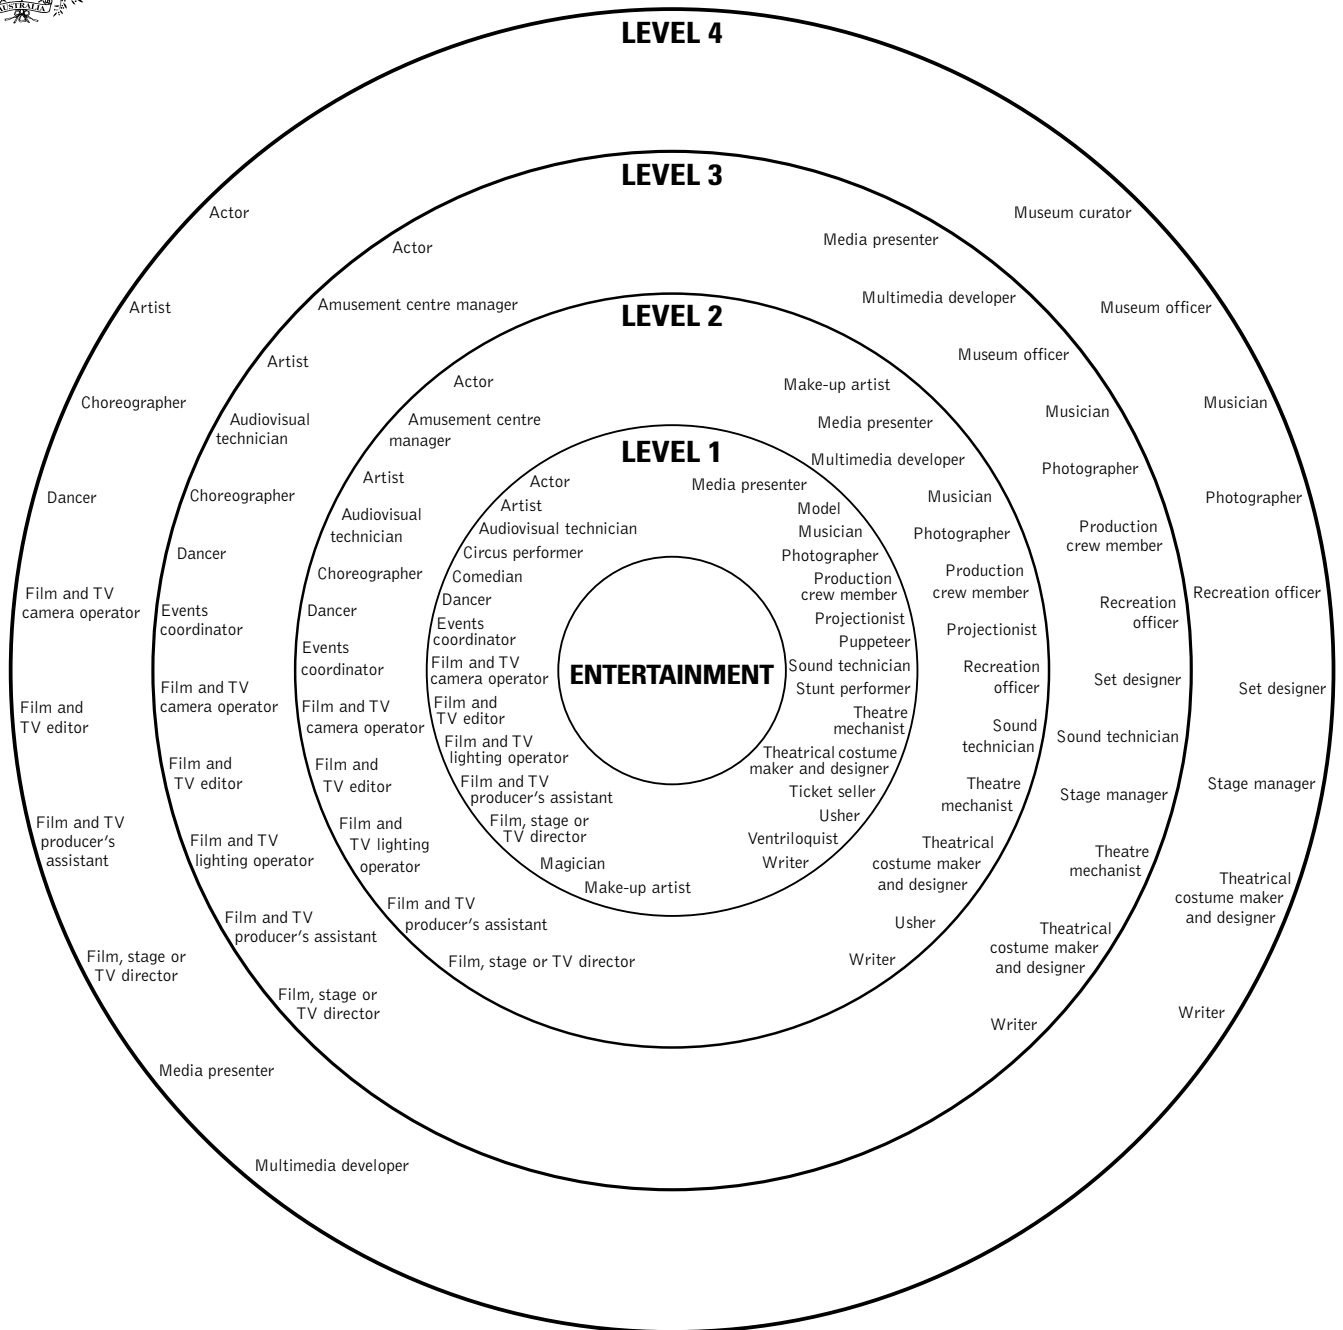 AUSTRALIA
LEVEL 4
Actor
Artist
Choreographer
Dancer
Film and TV
camera operator
Film and
TV editor
Film and TV
producer's
assistant
Film, stage or
TV director
Media presenter
Multimedia developer
Museum curator
Museum officer
Musician
Photographer
Recreation officer
Set designer
Stage manager
Theatrical
costume maker
and designer
Writer
LEVEL 3
Actor
Amusement centre manager
Artist
Audiovisual
technician
Choreographer
Dancer
Events
coordinator
Film and TV
camera operator
Film and
TV editor
Film and TV
lighting operator
Film and TV
producer's assistant
Film, stage or
TV director
Media presenter
Multimedia developer
Museum officer
Musician
Photographer
Production
crew member
Recreation
officer
Set designer
Sound technician
Stage manager
Theatre
mechanist
Theatrical
costume maker
and designer
Writer
LEVEL 2
Actor
Amusement centre
manager
Artist
Audiovisual
technician
Choreographer
Dancer
Events
coordinator
Film and TV
camera operator
Film and
TV editor
Film and
TV lighting
operator
Film and TV
producer's assistant
Film, stage or TV director
Make-up artist
Media presenter
Multimedia developer
Musician
Photographer
Production
crew member
Projectionist
Recreation
officer
Sound
technician
Theatre
mechanist
Theatrical
costume maker
and designer
Usher
Writer
LEVEL 1
Actor
Artist
Audiovisual technician
Circus performer
Comedian
Dancer
Events
coordinator
Film and TV
camera operator
Film and
TV editor
Film and TV
lighting operator
Film and TV
producer's assistant
Film, stage or
TV director
Magician
Make-up artist
Media presenter
Model
Musician
Photographer
Production
crew member
Projectionist
Puppeteer
Sound technician
Stunt performer
Theatre
mechanist
Theatrical costume
maker and designer
Ticket seller
Usher
Ventriloquist
Writer
ENTERTAINMENT